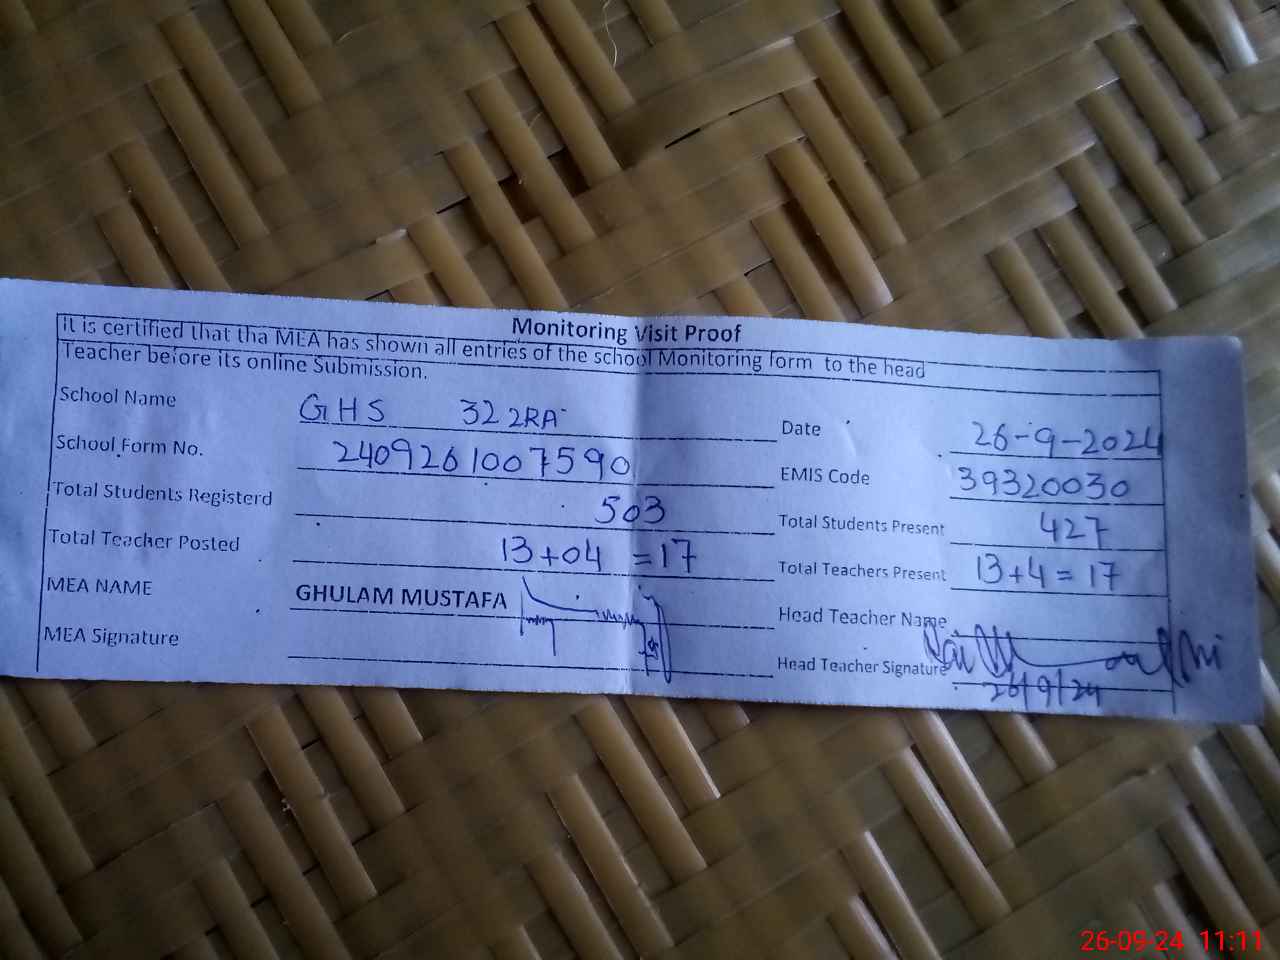 Monitoring Visit Proof
it is certified that tha MEA has shown all entries of the school Monitoring form to the head
Teacher before its online Submission.
School Name GHS 32 2RA Date 26-9-2024
School Form No. 2409261007590 EMIS Code 39320030
Total Students Registerd 503 Total Students Present 427
Total Teacher Posted 13+04 =17 Total Teachers Present 13+4=17
MEA NAME GHULAM MUSTAFA Head Teacher Name
MEA Signature Head Teacher Signature
26/9/24
26-09-24 11:11